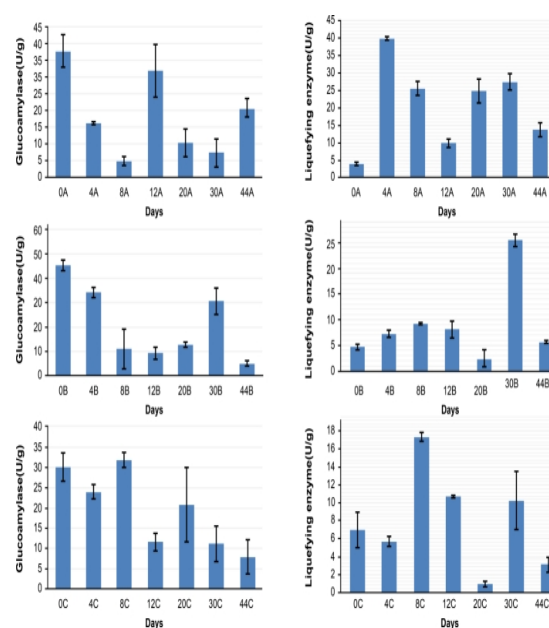 Glucoamylase(U/g)
45
40
35
30
25
20
15
10
5
0
0A 4A 8A 12A 20A 30A 44A
Days
Liquefying enzyme(U/g)
45
40
35
30
25
20
15
10
5
0
0A 4A 8A 12A 20A 30A 44A
Days
Glucoamylase(U/g)
60
50
40
20
20
10
0
0B 4B 8B 12B 20B 30B 44B
Days
Liquefying enzyme(U/g)
25
20
15
10
5
0
0B 4B 8B 12B 20B 30B 44B
Days
Glucoamylase(U/g)
40
35
30
25
20
15
10
5
0
0C 4C 8C 12C 20C 30C 44C
Days
Liquefying enzyme(U/g)
18
16
14
12
10
8
6
4
2
0
0C 4C 8C 12C 20C 30C 44C
Days